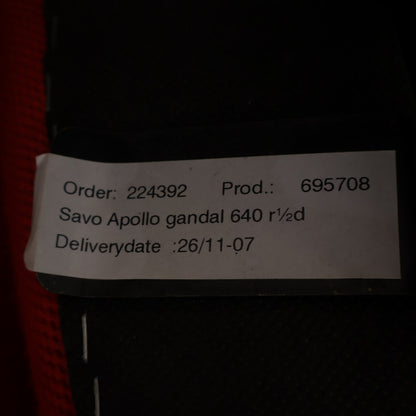 Order: 224392 Prod.: 695708
Savo Apollo gandal 640 r½d
Deliverydate :26/11-07